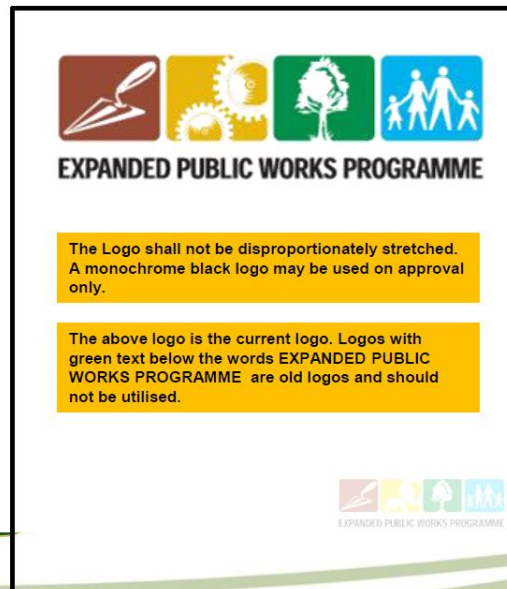 EXPANDED PUBLIC WORKS PROGRAMME
The Logo shall not be disproportionately stretched.
A monochrome black logo may be used on approval
only.
The above logo is the current logo. Logos with
green text below the words EXPANDED PUBLIC
WORKS PROGRAMME are old logos and should
not be utilised.
EXPANDED PUBLIC WORKS PROGRAMME